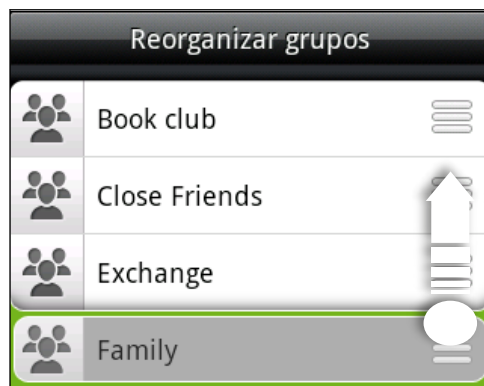 Reorganizar grupos
Book club
Close Friends
Exchange
Family